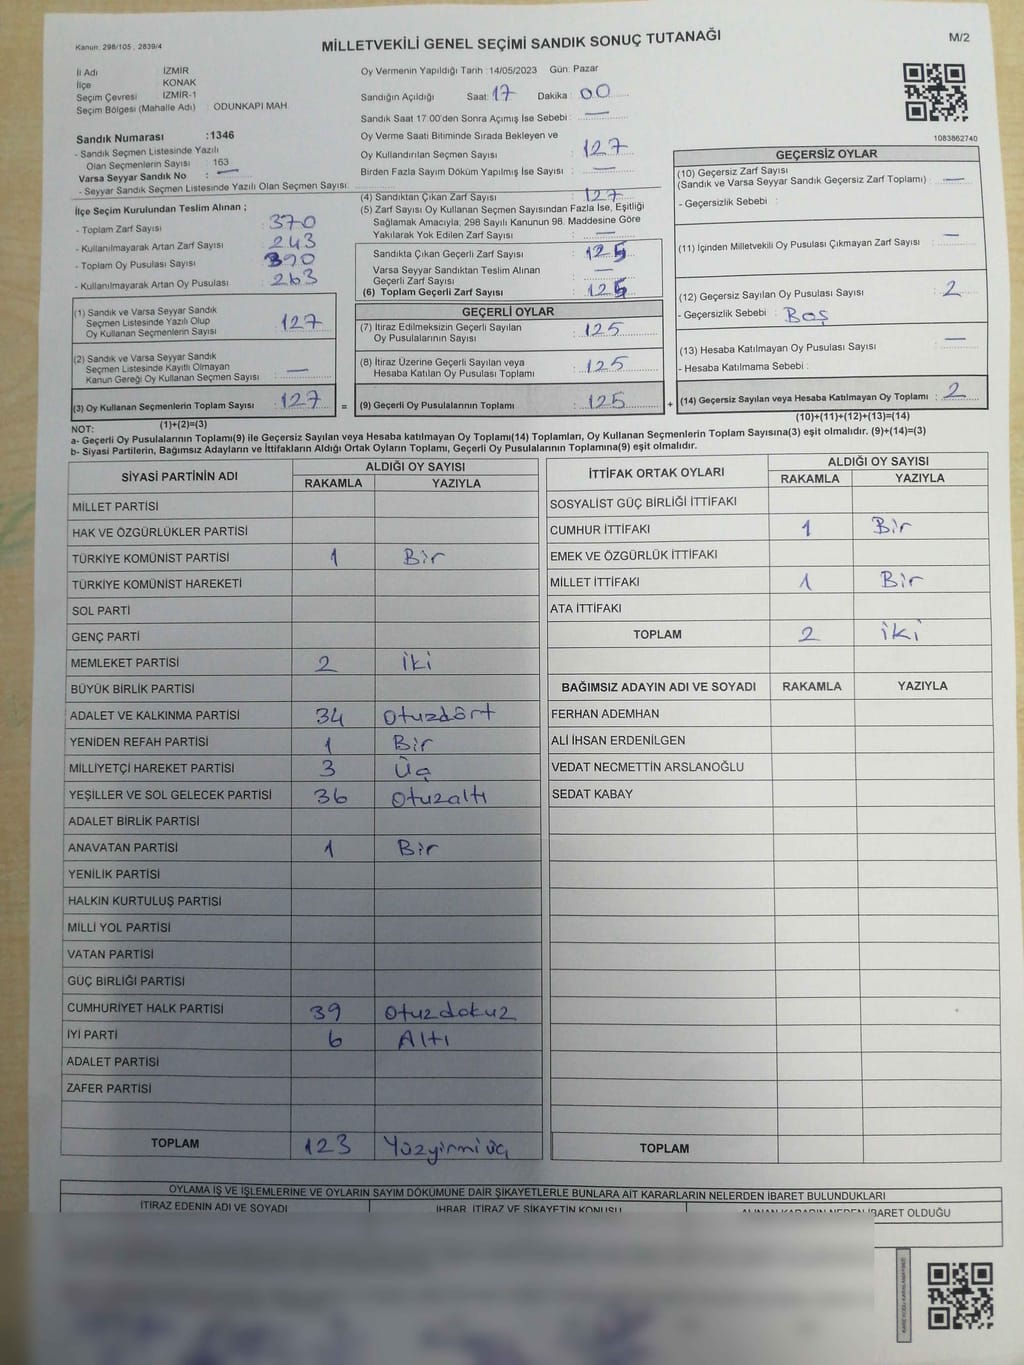 Kanun: 298/105 , 2839/4
MİLLETVEKİLİ GENEL SEÇİMİ SANDIK SONUÇ TUTANAĞI
M/2
İl Adı İZMİR
İlçe KONAK
Seçim Çevresi İZMİR-1
Seçim Bölgesi (Mahalle Adı) : ODUNKAPI MAH.
Sandık Numarası :1346
- Sandık Seçmen Listesinde Yazılı
Olan Seçmenlerin Sayısı 163
Varsa Seyyar Sandık No : —
- Seyyar Sandık Seçmen Listesinde Yazılı Olan Seçmen Sayısı:
Oy Vermenin Yapıldığı Tarih :14/05/2023 Gün: Pazar
Sandığın Açıldığı Saat: 17 Dakika : 00
Sandık Saat 17:00'den Sonra Açımış İse Sebebi : —
Oy Verme Saati Bitiminde Sırada Bekleyen ve
Oy Kullandırılan Seçmen Sayısı : 127
Birden Fazla Sayım Döküm Yapılmış İse Sayısı : —
1083862740
İlçe Seçim Kurulundan Teslim Alınan ;
- Toplam Zarf Sayısı : 370
- Kullanılmayarak Artan Zarf Sayısı : 243
- Toplam Oy Pusulası Sayısı : 390
- Kullanılmayarak Artan Oy Pusulası : 263
(4) Sandıktan Çıkan Zarf Sayısı : 127
(5) Zarf Sayısı Oy Kullanan Seçmen Sayısından Fazla İse, Eşitliği
Sağlamak Amacıyla, 298 Sayılı Kanunun 98. Maddesine Göre
Yakılarak Yok Edilen Zarf Sayısı : —
Sandıkta Çıkan Geçerli Zarf Sayısı : 125
Varsa Seyyar Sandıktan Teslim Alınan
Geçerli Zarf Sayısı : —
(6) Toplam Geçerli Zarf Sayısı : 125
GEÇERSİZ OYLAR
(10) Geçersiz Zarf Sayısı
(Sandık ve Varsa Seyyar Sandık Geçersiz Zarf Toplamı) : —
- Geçersizlik Sebebi :
(11) İçinden Milletvekili Oy Pusulası Çıkmayan Zarf Sayısı : —
(12) Geçersiz Sayılan Oy Pusulası Sayısı : 2
- Geçersizlik Sebebi : Boş
(13) Hesaba Katılmayan Oy Pusulası Sayısı : —
- Hesaba Katılmama Sebebi :
(1) Sandık ve Varsa Seyyar Sandık
Seçmen Listesinde Yazılı Olup
Oy Kullanan Seçmenlerin Sayısı : 127
(2) Sandık ve Varsa Seyyar Sandık
Seçmen Listesinde Kayıtlı Olmayan
Kanun Gereği Oy Kullanan Seçmen Sayısı : —
GEÇERLİ OYLAR
(7) İtiraz Edilmeksizin Geçerli Sayılan
Oy Pusulalarının Sayısı : 125
(8) İtiraz Üzerine Geçerli Sayılan veya
Hesaba Katılan Oy Pusulası Toplamı : 125
(3) Oy Kullanan Seçmenlerin Toplam Sayısı : 127 = (9) Geçerli Oy Pusulalarının Toplamı : 125 + (14) Geçersiz Sayılan veya Hesaba Katılmayan Oy Toplamı : 2
NOT: (1)+(2)=(3) (10)+(11)+(12)+(13)=(14)
a- Geçerli Oy Pusulalarının Toplamı(9) ile Geçersiz Sayılan veya Hesaba katılmayan Oy Toplamı(14) Toplamları, Oy Kullanan Seçmenlerin Toplam Sayısına(3) eşit olmalıdır. (9)+(14)=(3)
b- Siyasi Partilerin, Bağımsız Adayların ve İttifakların Aldığı Ortak Oyların Toplamı, Geçerli Oy Pusulalarının Toplamına(9) eşit olmalıdır.
SİYASİ PARTİNİN ADI ALDIĞI OY SAYISI
RAKAMLA YAZIYLA
MİLLET PARTİSİ
HAK VE ÖZGÜRLÜKLER PARTİSİ
TÜRKİYE KOMÜNİST PARTİSİ 1 Bir
TÜRKİYE KOMÜNİST HAREKETİ
SOL PARTİ
GENÇ PARTİ
MEMLEKET PARTİSİ 2 iki
BÜYÜK BİRLİK PARTİSİ
ADALET VE KALKINMA PARTİSİ 34 Otuzdört
YENİDEN REFAH PARTİSİ 1 Bir
MİLLİYETÇİ HAREKET PARTİSİ 3 Üç
YEŞİLLER VE SOL GELECEK PARTİSİ 36 Otuzaltı
ADALET BİRLİK PARTİSİ
ANAVATAN PARTİSİ 1 Bir
YENİLİK PARTİSİ
HALKIN KURTULUŞ PARTİSİ
MİLLİ YOL PARTİSİ
VATAN PARTİSİ
GÜÇ BİRLİĞİ PARTİSİ
CUMHURİYET HALK PARTİSİ 39 Otuzdokuz
İYİ PARTİ 6 Altı
ADALET PARTİSİ
ZAFER PARTİSİ
TOPLAM 123 Yüzyirmiüç
İTTİFAK ORTAK OYLARI ALDIĞI OY SAYISI
RAKAMLA YAZIYLA
SOSYALİST GÜÇ BİRLİĞİ İTTİFAKI
CUMHUR İTTİFAKI 1 Bir
EMEK VE ÖZGÜRLÜK İTTİFAKI
MİLLET İTTİFAKI 1 Bir
ATA İTTİFAKI
TOPLAM 2 iki
BAĞIMSIZ ADAYIN ADI VE SOYADI RAKAMLA YAZIYLA
FERHAN ADEMHAN
ALİ İHSAN ERDENİLGEN
VEDAT NECMETTİN ARSLANOĞLU
SEDAT KABAY
TOPLAM
OYLAMA İŞ VE İŞLEMLERİNE VE OYLARIN SAYIM DÖKÜMÜNE DAİR ŞİKAYETLERLE BUNLARA AİT KARARLARIN NELERDEN İBARET BULUNDUKLARI
İTİRAZ EDENİN ADI VE SOYADI İHBAR, İTİRAZ VE ŞİKAYETİN KONUSU ALINAN KARARIN NEDEN İBARET OLDUĞU